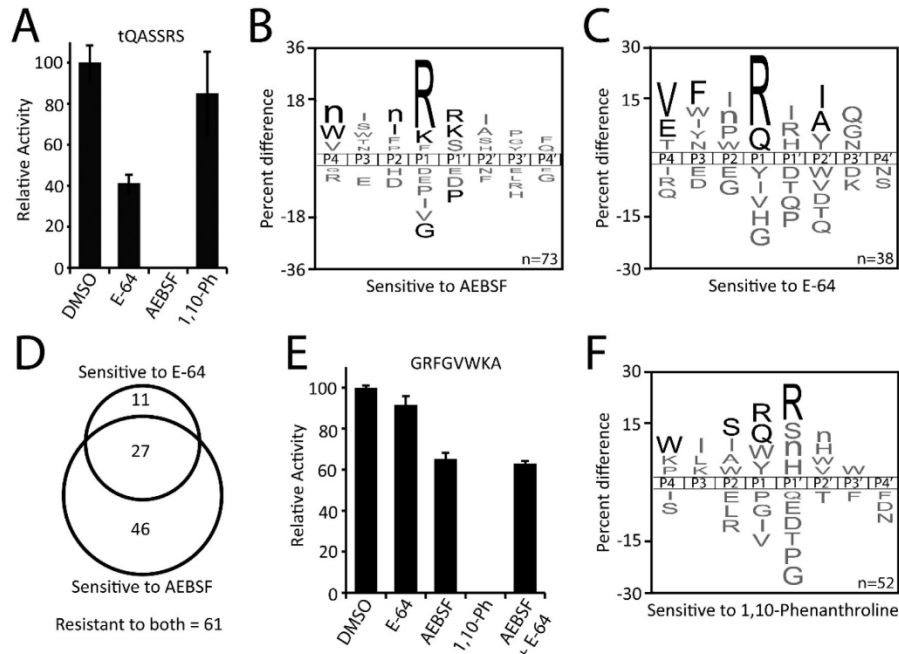 A
tQASSRS
Relative Activity
100
80
60
40
20
0
DMSO
E-64
AEBSF
1,10-Ph
B
Percent difference
36
18
-18
-36
P4 P3 P2 P1 P1' P2' P3' P4'
n=73
Sensitive to AEBSF
C
Percent difference
30
15
-15
-30
P4 P3 P2 P1 P1' P2' P3' P4'
n=38
Sensitive to E-64
D
Sensitive to E-64
11
27
46
Sensitive to AEBSF
Resistant to both = 61
E
GRFGVWKA
Relative Activity
100
80
60
40
20
0
DMSO
E-64
AEBSF
1,10-Ph
AEBSF
+ E-64
F
Percent difference
30
15
-15
-30
P4 P3 P2 P1 P1' P2' P3' P4'
n=52
Sensitive to 1,10-Phenanthroline